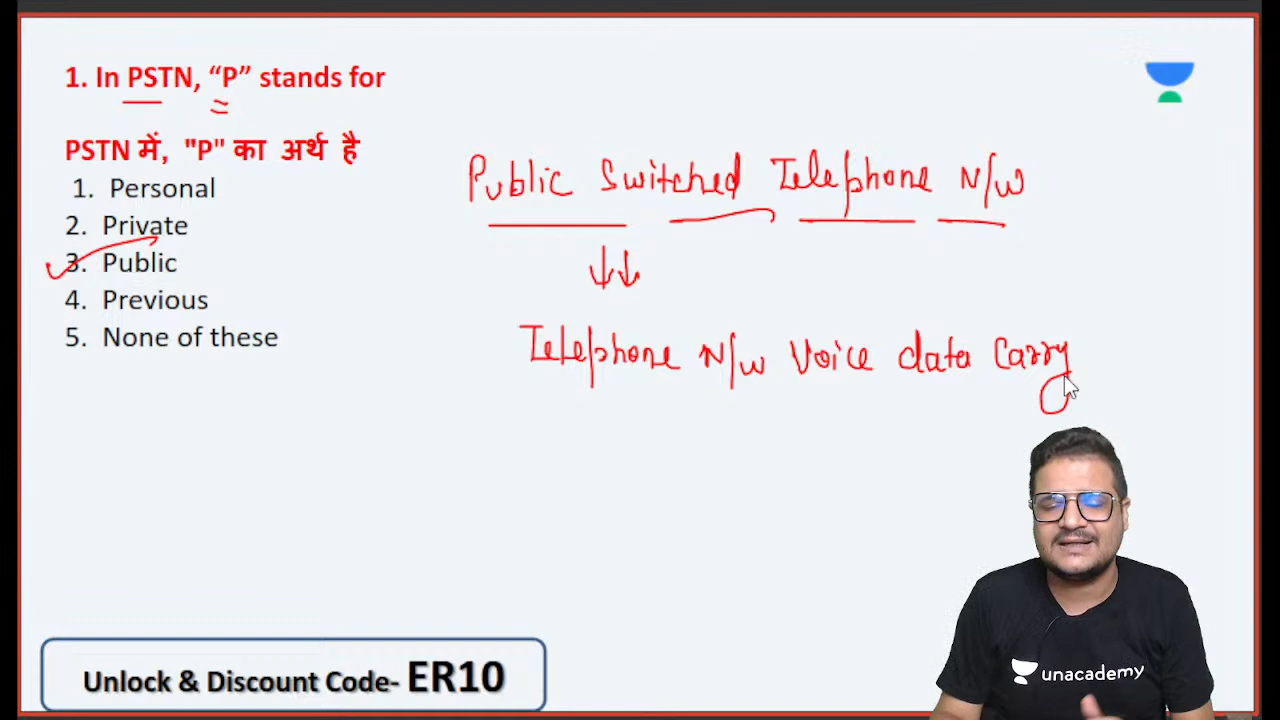 1. In PSTN, “P” stands for
PSTN में, "P" का अर्थ है
1. Personal
2. Private
3. Public
4. Previous
5. None of these
Public Switched Telephone N/W
Telephone N/W Voice data Carry
unacademy
Unlock & Discount Code- ER10